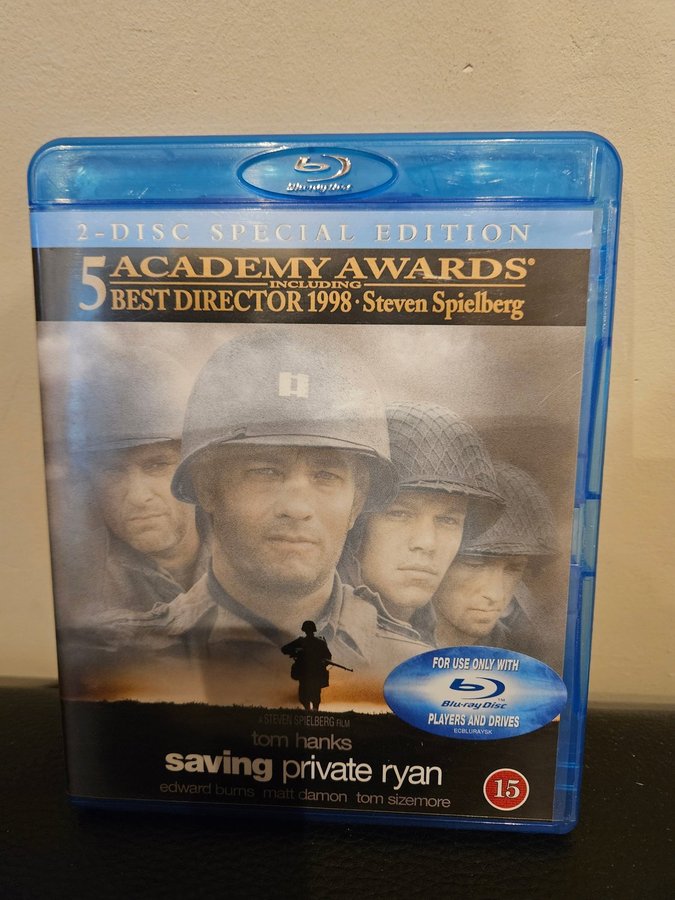 Blu-ray Disc
2-DISC SPECIAL EDITION
5 ACADEMY AWARDS®
INCLUDING
BEST DIRECTOR 1998 · Steven Spielberg
FOR USE ONLY WITH
Blu-ray Disc™
PLAYERS AND DRIVES
ECBLURAYSK
A STEVEN SPIELBERG FILM
tom hanks
saving private ryan
edward burns matt damon tom sizemore
15